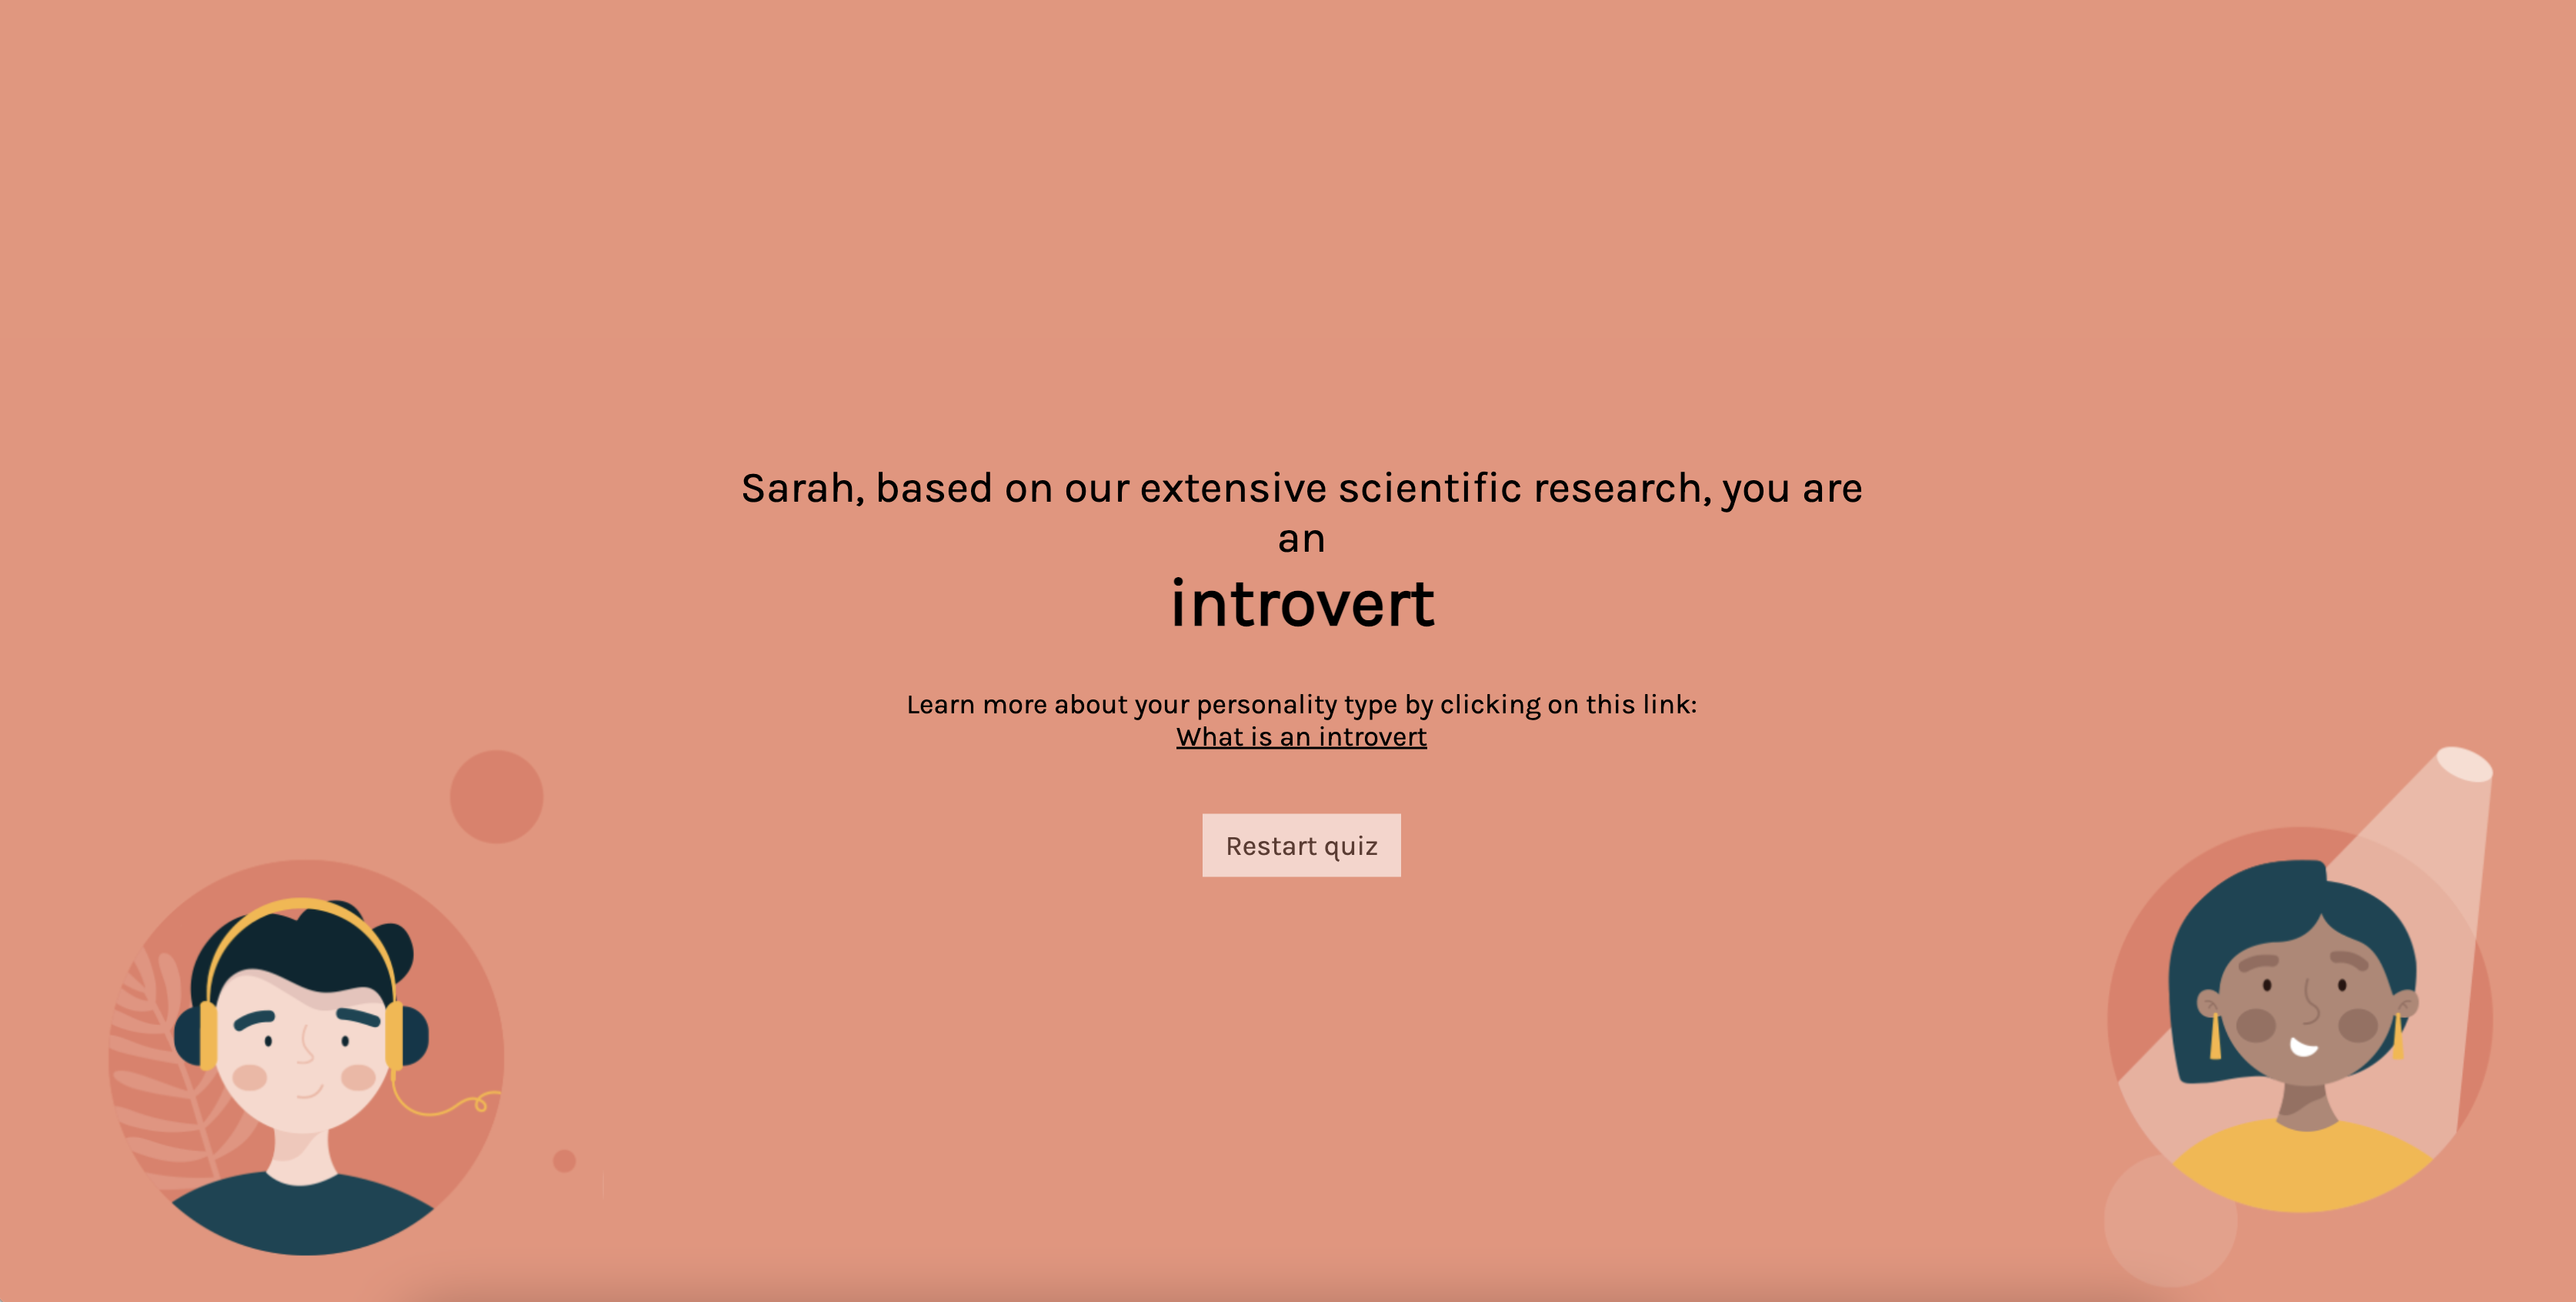 Sarah, based on our extensive scientific research, you are
an
introvert
Learn more about your personality type by clicking on this link:
What is an introvert
Restart quiz